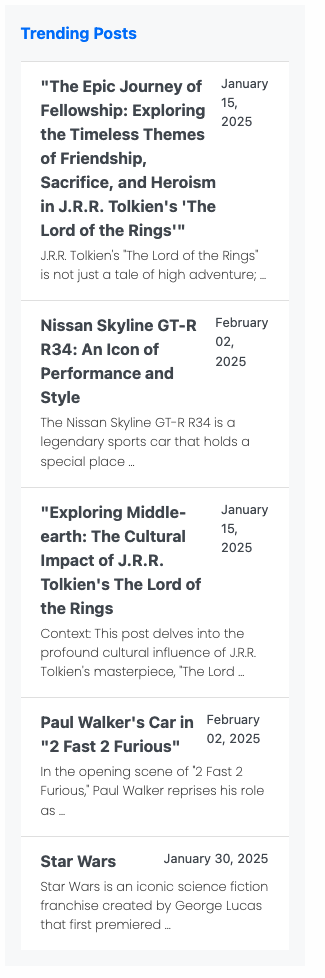 Trending Posts
"The Epic Journey of
Fellowship: Exploring
the Timeless Themes
of Friendship,
Sacrifice, and Heroism
in J.R.R. Tolkien's 'The
Lord of the Rings'"
January
15,
2025
J.R.R. Tolkien's "The Lord of the Rings"
is not just a tale of high adventure; ...
Nissan Skyline GT-R
R34: An Icon of
Performance and
Style
February
02,
2025
The Nissan Skyline GT-R R34 is a
legendary sports car that holds a
special place ...
"Exploring Middle-
earth: The Cultural
Impact of J.R.R.
Tolkien's The Lord of
the Rings
January
15,
2025
Context: This post delves into the
profound cultural influence of J.R.R.
Tolkien's masterpiece, "The Lord ...
Paul Walker's Car in
"2 Fast 2 Furious"
February
02, 2025
In the opening scene of "2 Fast 2
Furious," Paul Walker reprises his role
as ...
Star Wars
January 30, 2025
Star Wars is an iconic science fiction
franchise created by George Lucas
that first premiered ...